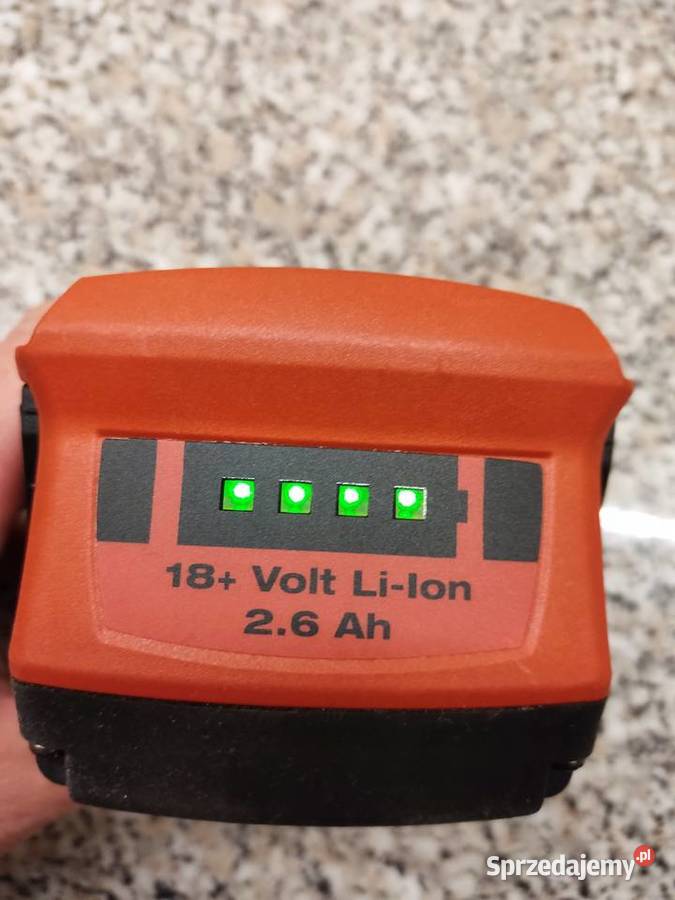 18+ Volt Li-Ion
2.6 Ah
Sprzedajemy.pl